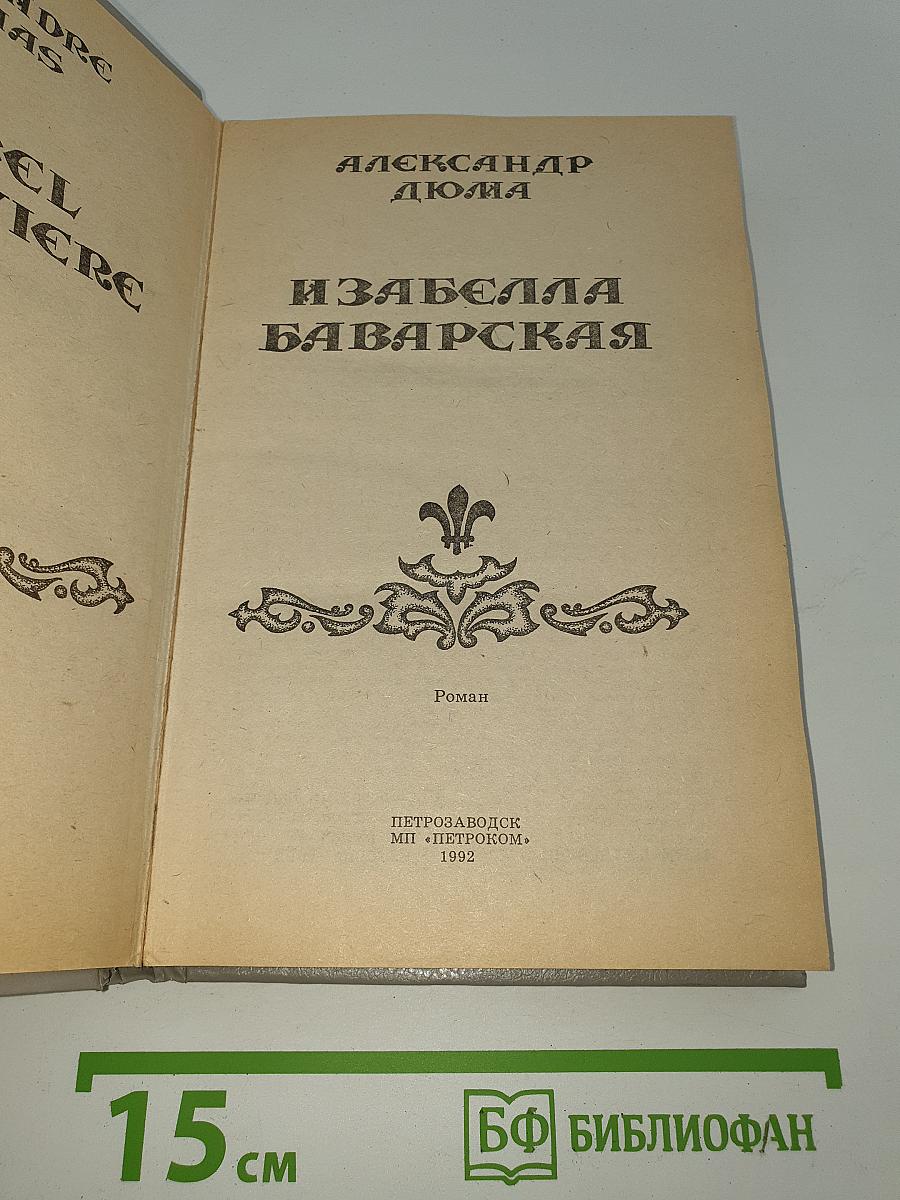 АЛЕКСАНДР
ДЮМА
ИЗАБЕЛЛА
БАВАРСКАЯ
Роман
ПЕТРОЗАВОДСК
МП «ПЕТРОКОМ»
1992
15 см
БФ БИБЛИОФАН